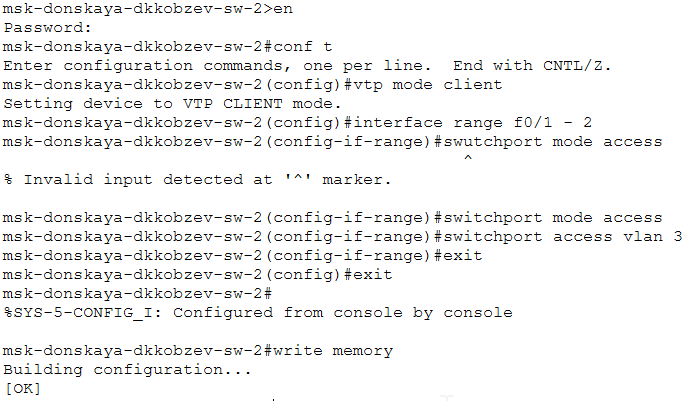 msk-donskaya-dkkobzev-sw-2>en
Password:
msk-donskaya-dkkobzev-sw-2#conf t
Enter configuration commands, one per line.  End with CNTL/Z.
msk-donskaya-dkkobzev-sw-2(config)#vtp mode client
Setting device to VTP CLIENT mode.
msk-donskaya-dkkobzev-sw-2(config)#interface range f0/1 - 2
msk-donskaya-dkkobzev-sw-2(config-if-range)#swutchport mode access
^
% Invalid input detected at '^' marker.
msk-donskaya-dkkobzev-sw-2(config-if-range)#switchport mode access
msk-donskaya-dkkobzev-sw-2(config-if-range)#switchport access vlan 3
msk-donskaya-dkkobzev-sw-2(config-if-range)#exit
msk-donskaya-dkkobzev-sw-2(config)#exit
msk-donskaya-dkkobzev-sw-2#
%SYS-5-CONFIG_I: Configured from console by console
msk-donskaya-dkkobzev-sw-2#write memory
Building configuration...
[OK]